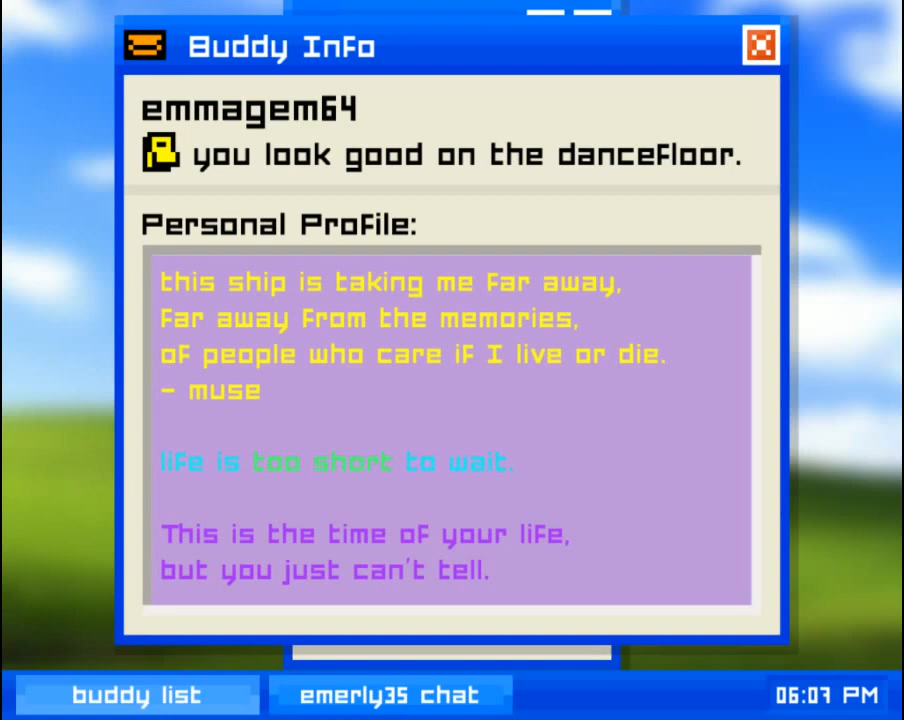 Buddy Info
emmagem64
you look good on the dancefloor.
Personal Profile:
this ship is taking me far away,
far away from the memories,
of people who care if I live or die.
- muse
life is too short to wait.
This is the time of your life,
but you just can't tell.
buddy list
emerly35 chat
06:07 PM